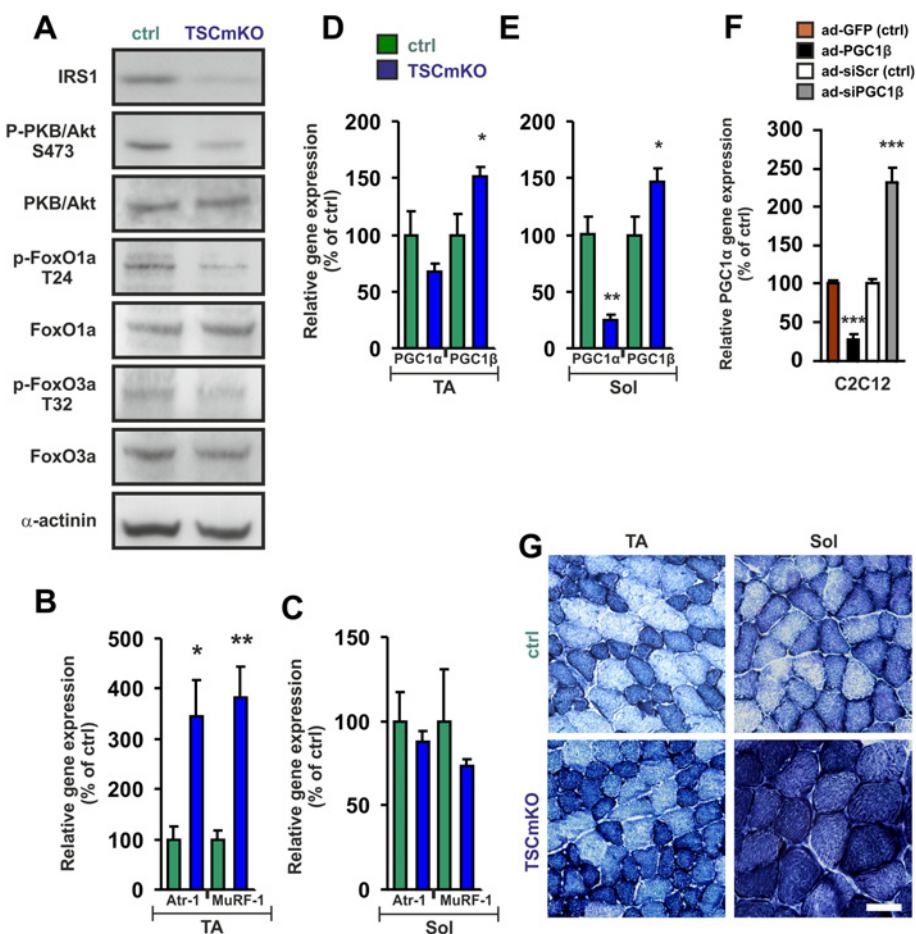 A
ctrl TSCmKO
IRS1
P-PKB/Akt
S473
PKB/Akt
p-FoxO1a
T24
FoxO1a
p-FoxO3a
T32
FoxO3a
α-actinin
D
ctrl
TSCmKO
Relative gene expression
(% of ctrl)
200
150
100
50
0
*
PGC1α PGC1β
TA
E
200
150
100
50
0
**
*
PGC1α PGC1β
Sol
F
ad-GFP (ctrl)
ad-PGC1β
ad-siScr (ctrl)
ad-siPGC1β
Relative PGC1α gene expression
(% of ctrl)
300
250
200
150
100
50
0
***
***
C2C12
B
Relative gene expression
(% of ctrl)
500
400
300
200
100
0
*
**
Atr-1 MuRF-1
TA
C
Relative gene expression
(% of ctrl)
150
100
50
0
Atr-1 MuRF-1
Sol
G
TA Sol
ctrl
TSCmKO